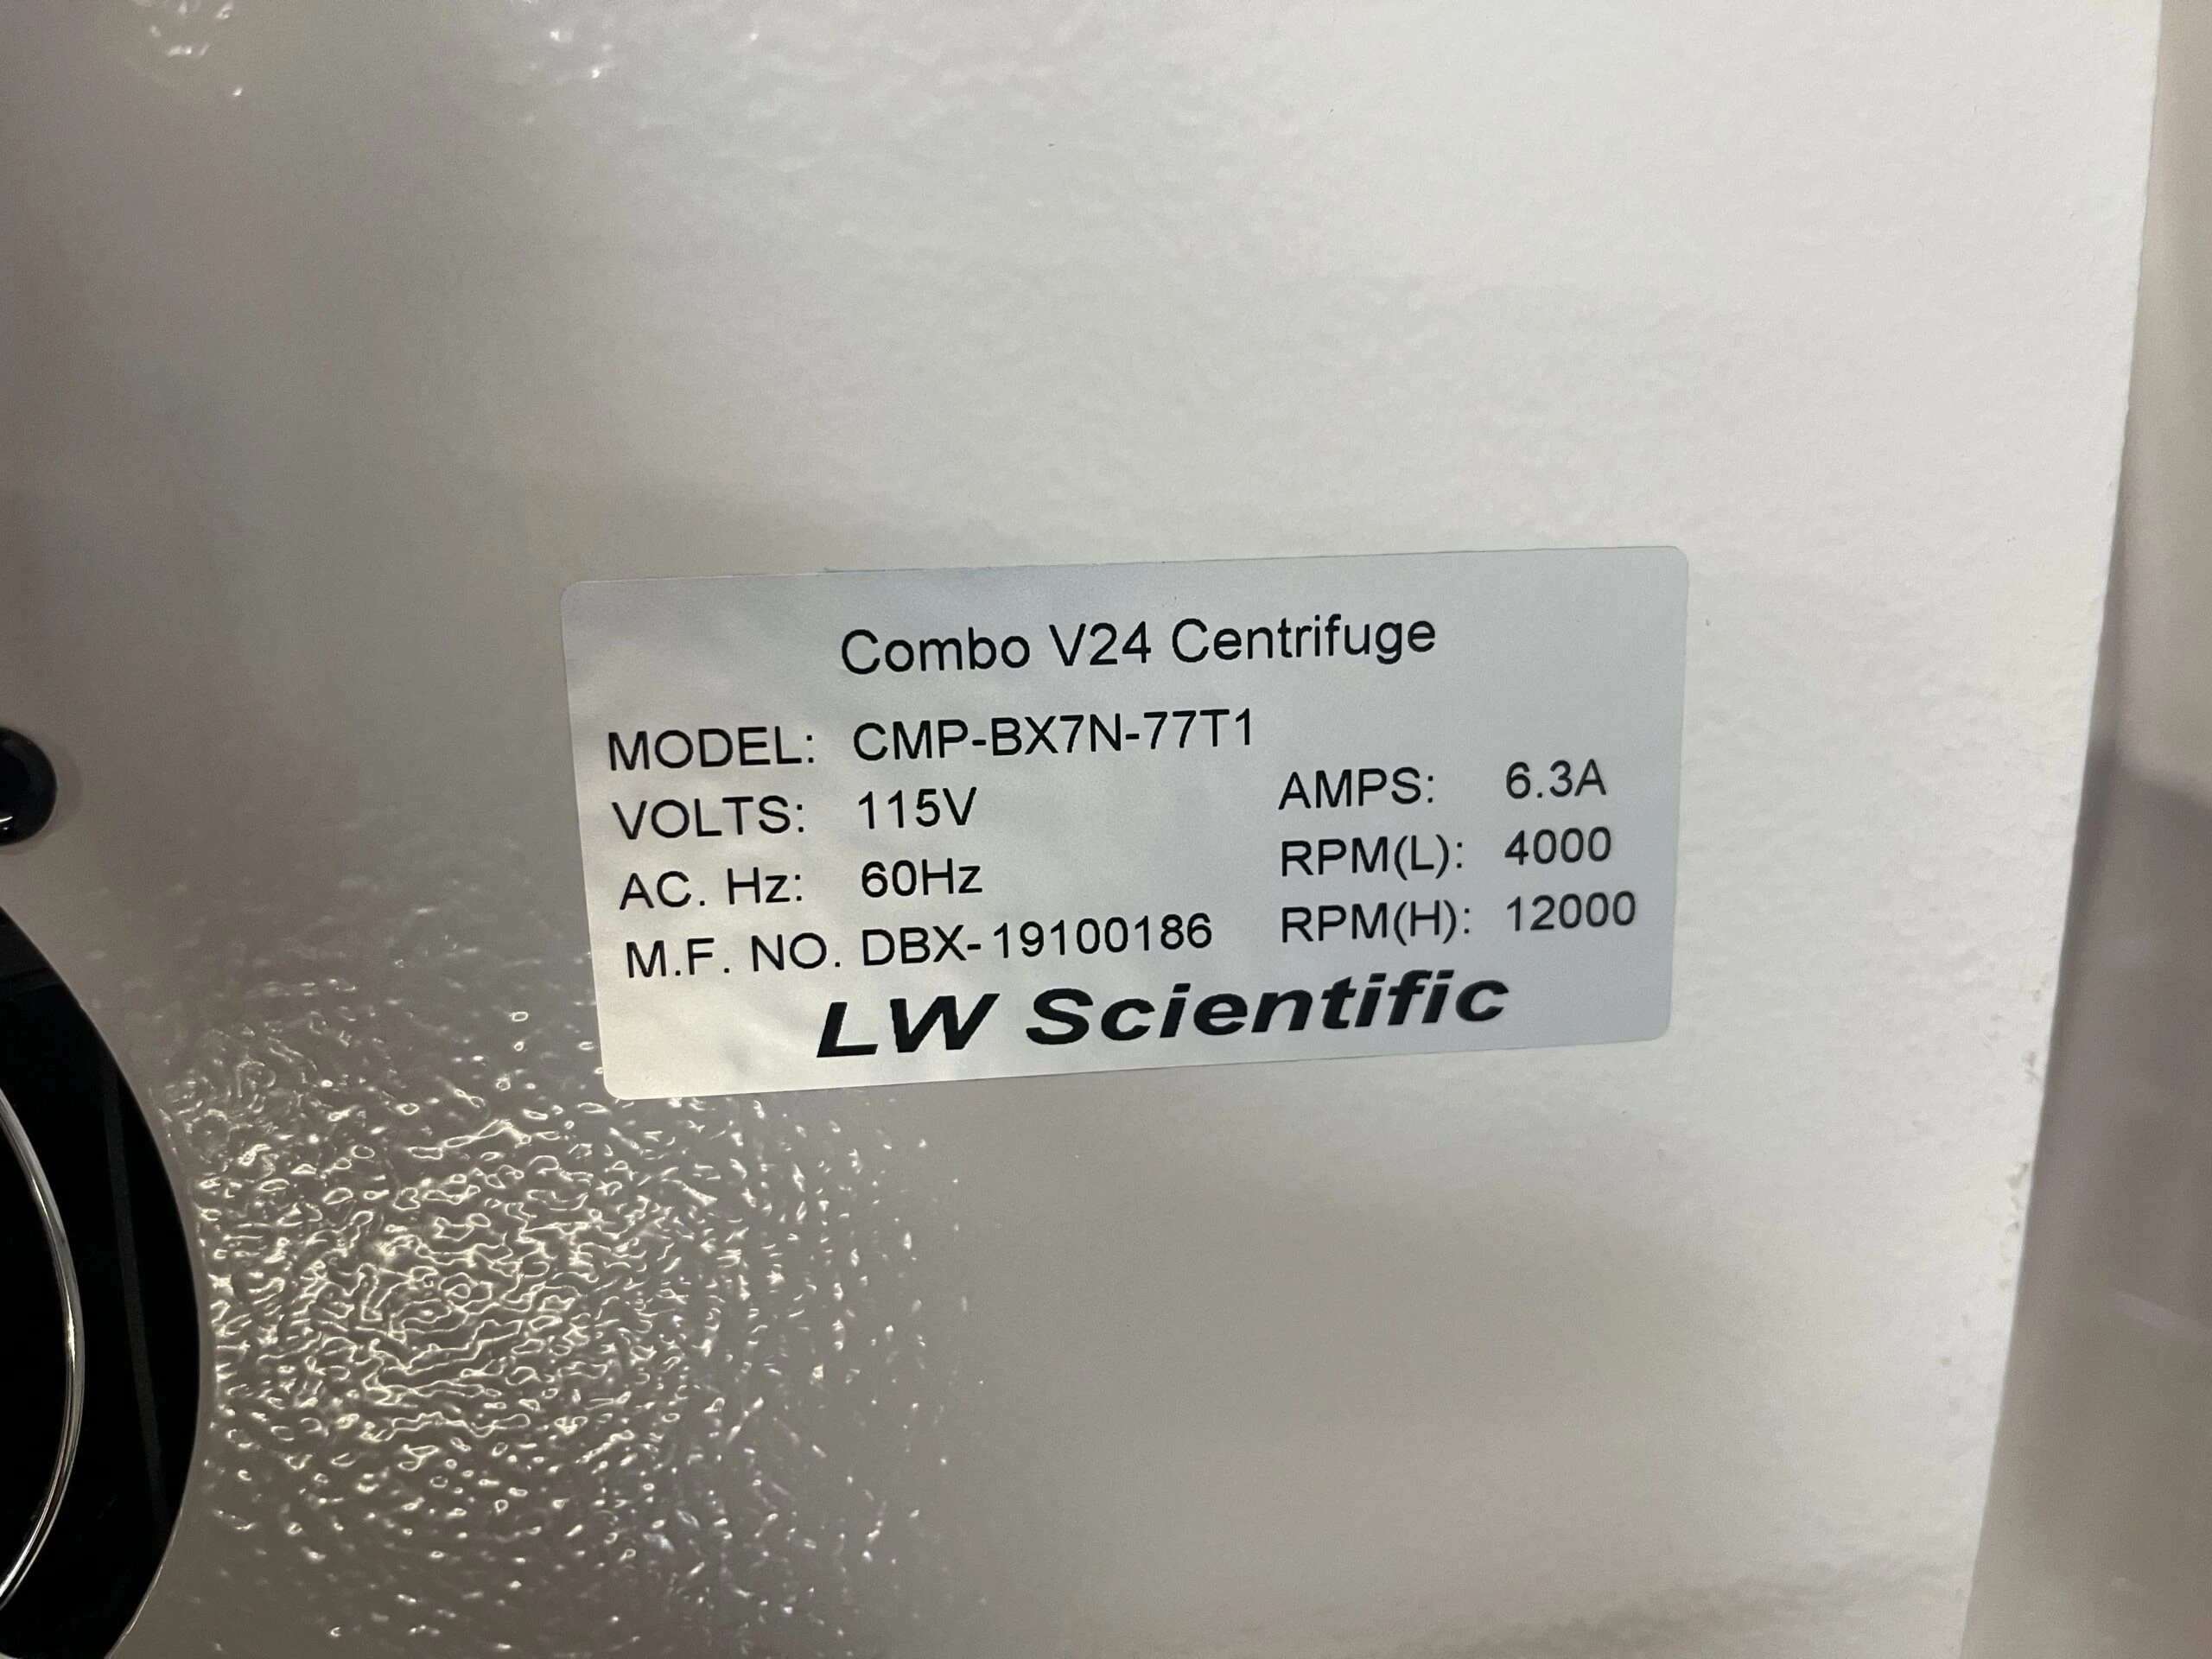 Combo V24 Centrifuge
MODEL: CMP-BX7N-77T1
VOLTS: 115V AMPS: 6.3A
AC. Hz: 60Hz RPM(L): 4000
M.F. NO. DBX-19100186 RPM(H): 12000
LW Scientific